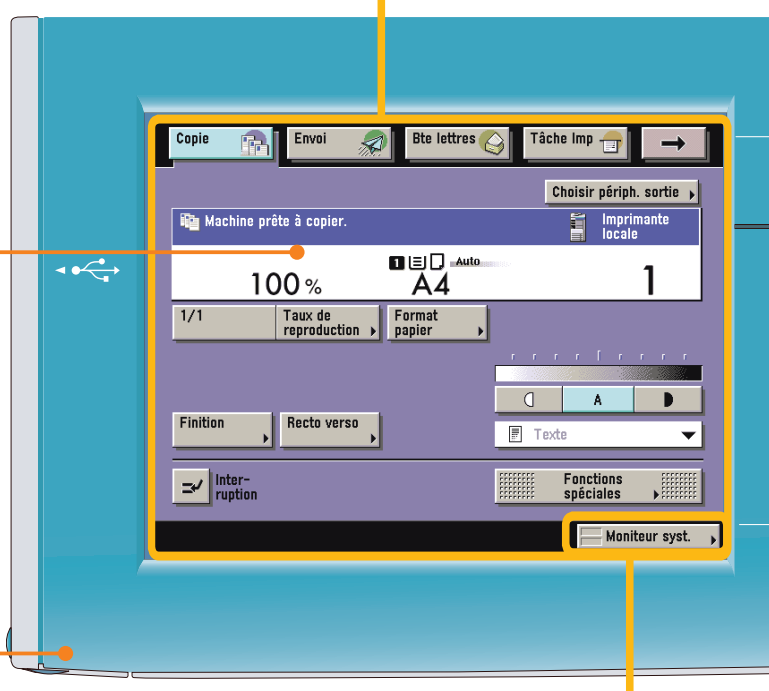 Copie
Envoi
Bte lettres
Tâche Imp
Choisir périph. sortie
Machine prête à copier.
Imprimante
locale
100 %
1
Auto
A4
1
1/1
Taux de
reproduction
Format
papier
A
Finition
Recto verso
Texte
Inter-
ruption
Fonctions
spéciales
Moniteur syst.